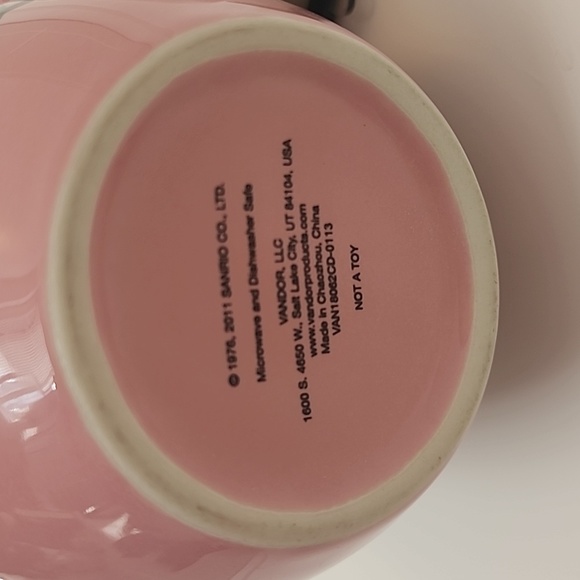 © 1976, 2011 SANRIO CO., LTD.
Microwave and Dishwasher Safe
VANDOR, LLC
1600 S. 4650 W., Salt Lake City, UT 84104, USA
www.vandorproducts.com
Made in Chaozhou, China
VAN18062CD-0113
NOT A TOY